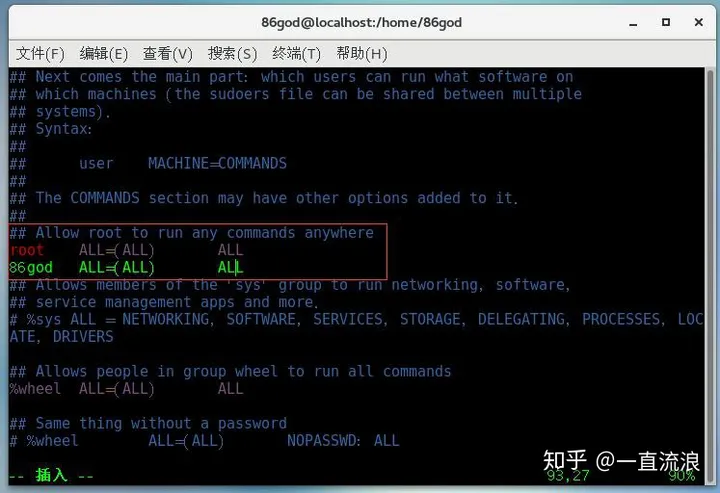 86god@localhost:/home/86god
文件(F) 编辑(E) 查看(V) 搜索(S) 终端(T) 帮助(H)
## Next comes the main part: which users can run what software on
## which machines (the sudoers file can be shared between multiple
## systems).
## Syntax:
##
##      user    MACHINE=COMMANDS
##
## The COMMANDS section may have other options added to it.
##
## Allow root to run any commands anywhere
root    ALL=(ALL)       ALL
86god   ALL=(ALL)       ALL
## Allows members of the 'sys' group to run networking, software,
## service management apps and more.
# %sys ALL = NETWORKING, SOFTWARE, SERVICES, STORAGE, DELEGATING, PROCESSES, LOC
ATE, DRIVERS
## Allows people in group wheel to run all commands
%wheel  ALL=(ALL)       ALL
## Same thing without a password
# %wheel        ALL=(ALL)       NOPASSWD: ALL
-- 插入 --
93,27 90%
知乎 @一直流浪